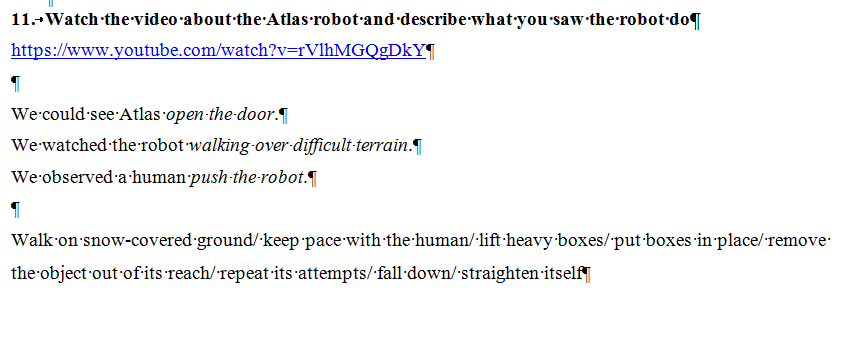 11. Watch the video about the Atlas robot and describe what you saw the robot do
https://www.youtube.com/watch?v=rVlhMGQgDkY

We could see Atlas open the door.
We watched the robot walking over difficult terrain.
We observed a human push the robot.

Walk on snow-covered ground/ keep pace with the human/ lift heavy boxes/ put boxes in place/ remove
the object out of its reach/ repeat its attempts/ fall down/ straighten itself